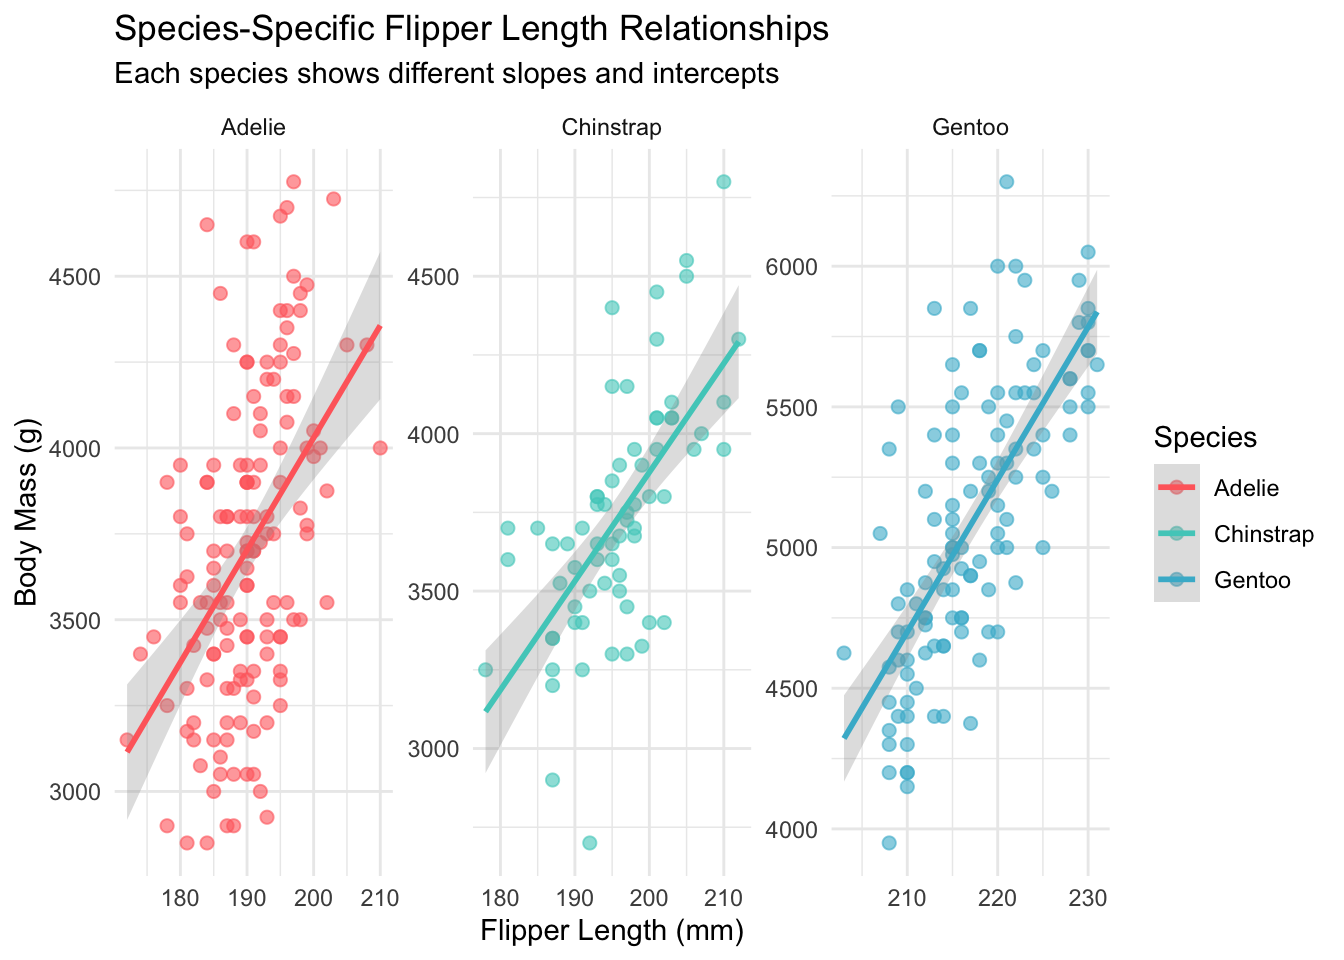 Species-Specific Flipper Length Relationships
Each species shows different slopes and intercepts
Adelie
Chinstrap
Gentoo
Body Mass (g)
4500
4000
3500
3000
4500
4000
3500
3000
6000
5500
5000
4500
4000
180 190 200 210
180 190 200 210
210 220 230
Flipper Length (mm)
Species
Adelie
Chinstrap
Gentoo